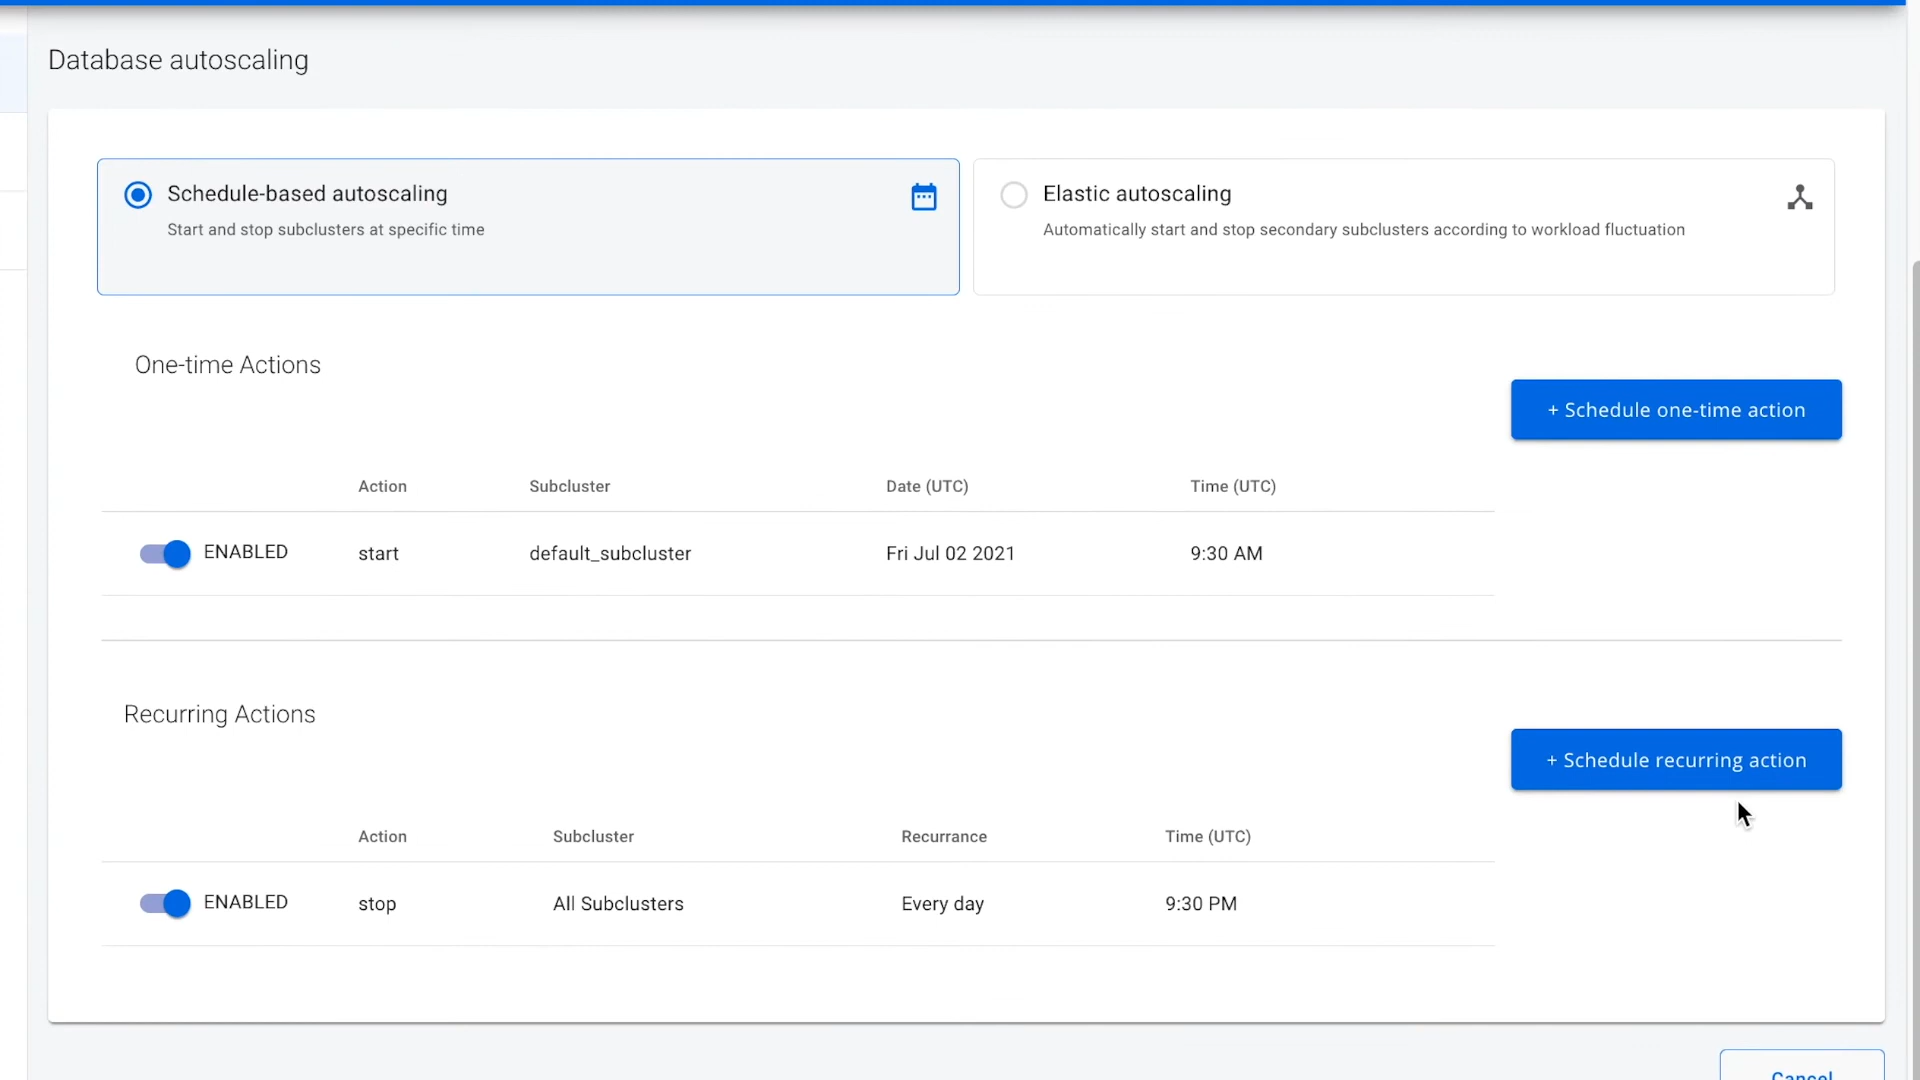 Database autoscaling
Schedule-based autoscaling
Start and stop subclusters at specific time
Elastic autoscaling
Automatically start and stop secondary subclusters according to workload fluctuation
One-time Actions
+ Schedule one-time action
Action Subcluster Date (UTC) Time (UTC)
ENABLED start default_subcluster Fri Jul 02 2021 9:30 AM
Recurring Actions
+ Schedule recurring action
Action Subcluster Recurrance Time (UTC)
ENABLED stop All Subclusters Every day 9:30 PM
Cancel